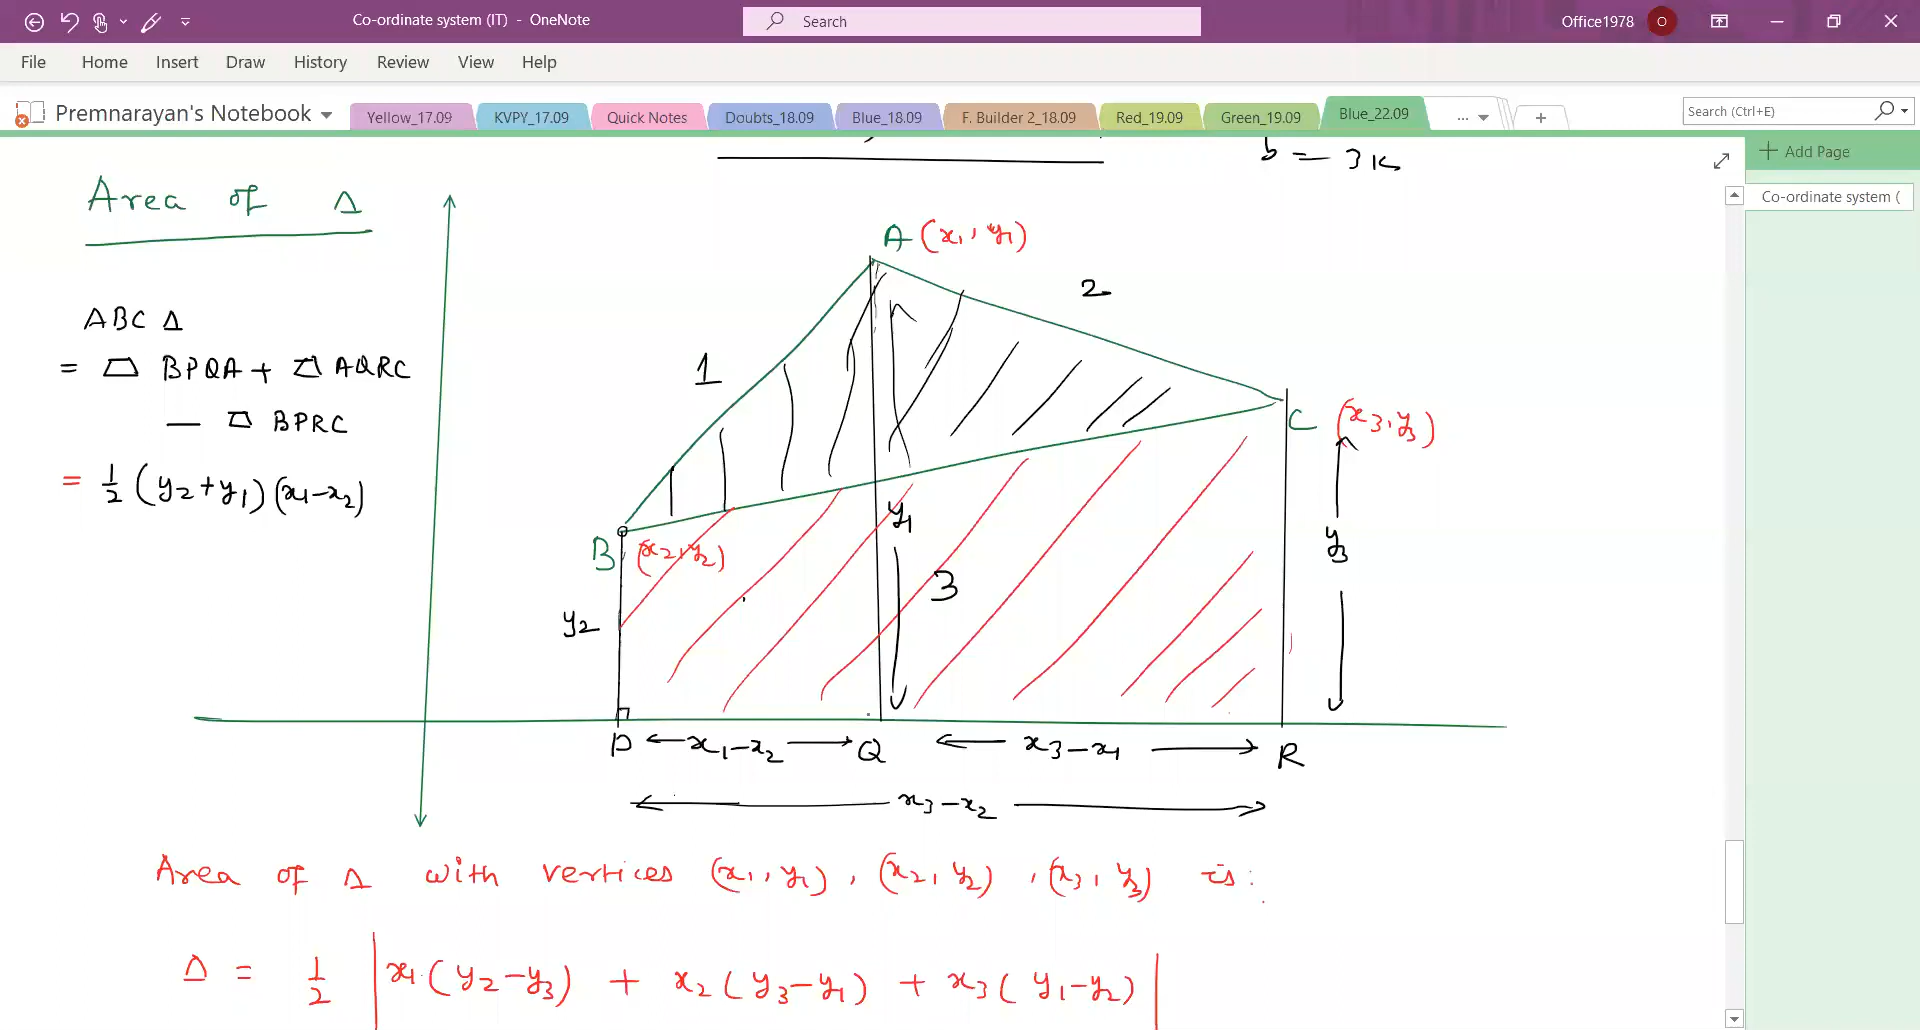 Co-ordinate system (IT) - OneNote
Search
Office1978
O
File Home Insert Draw History Review View Help
Premnarayan's Notebook
Yellow_17.09
KVPY_17.09
Quick Notes
Doubts_18.09
Blue_18.09
F. Builder 2_18.09
Red_19.09
Green_19.09
Blue_22.09
...
+
Search (Ctrl+E)
+ Add Page
Co-ordinate system (
b = 3K
Area of Δ
A (x₁, y₁)
2
ABC Δ
= ⏢ BPQA + ⏢ AQRC
— ⏢ BPRC
= 1/2 (y₂+y₁)(x₁−x₂)
1
C (x₃, y₃)
B (x₂, y₂)
y₁
3
y₃
y₂
P x₁−x₂ Q x₃−x₁ R
x₃−x₂
Area of Δ with vertices (x₁, y₁), (x₂, y₂), (x₃, y₃) is:
Δ = 1/2 |x₁(y₂−y₃) + x₂(y₃−y₁) + x₃(y₁−y₂)|